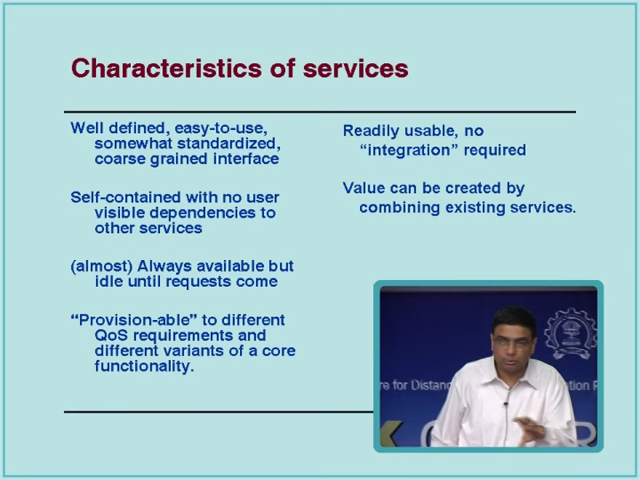 Characteristics of services
Well defined, easy-to-use,
somewhat standardized,
coarse grained interface
Self-contained with no user
visible dependencies to
other services
(almost) Always available but
idle until requests come
“Provision-able” to different
QoS requirements and
different variants of a core
functionality.
Readily usable, no
“integration” required
Value can be created by
combining existing services.
for Distanc